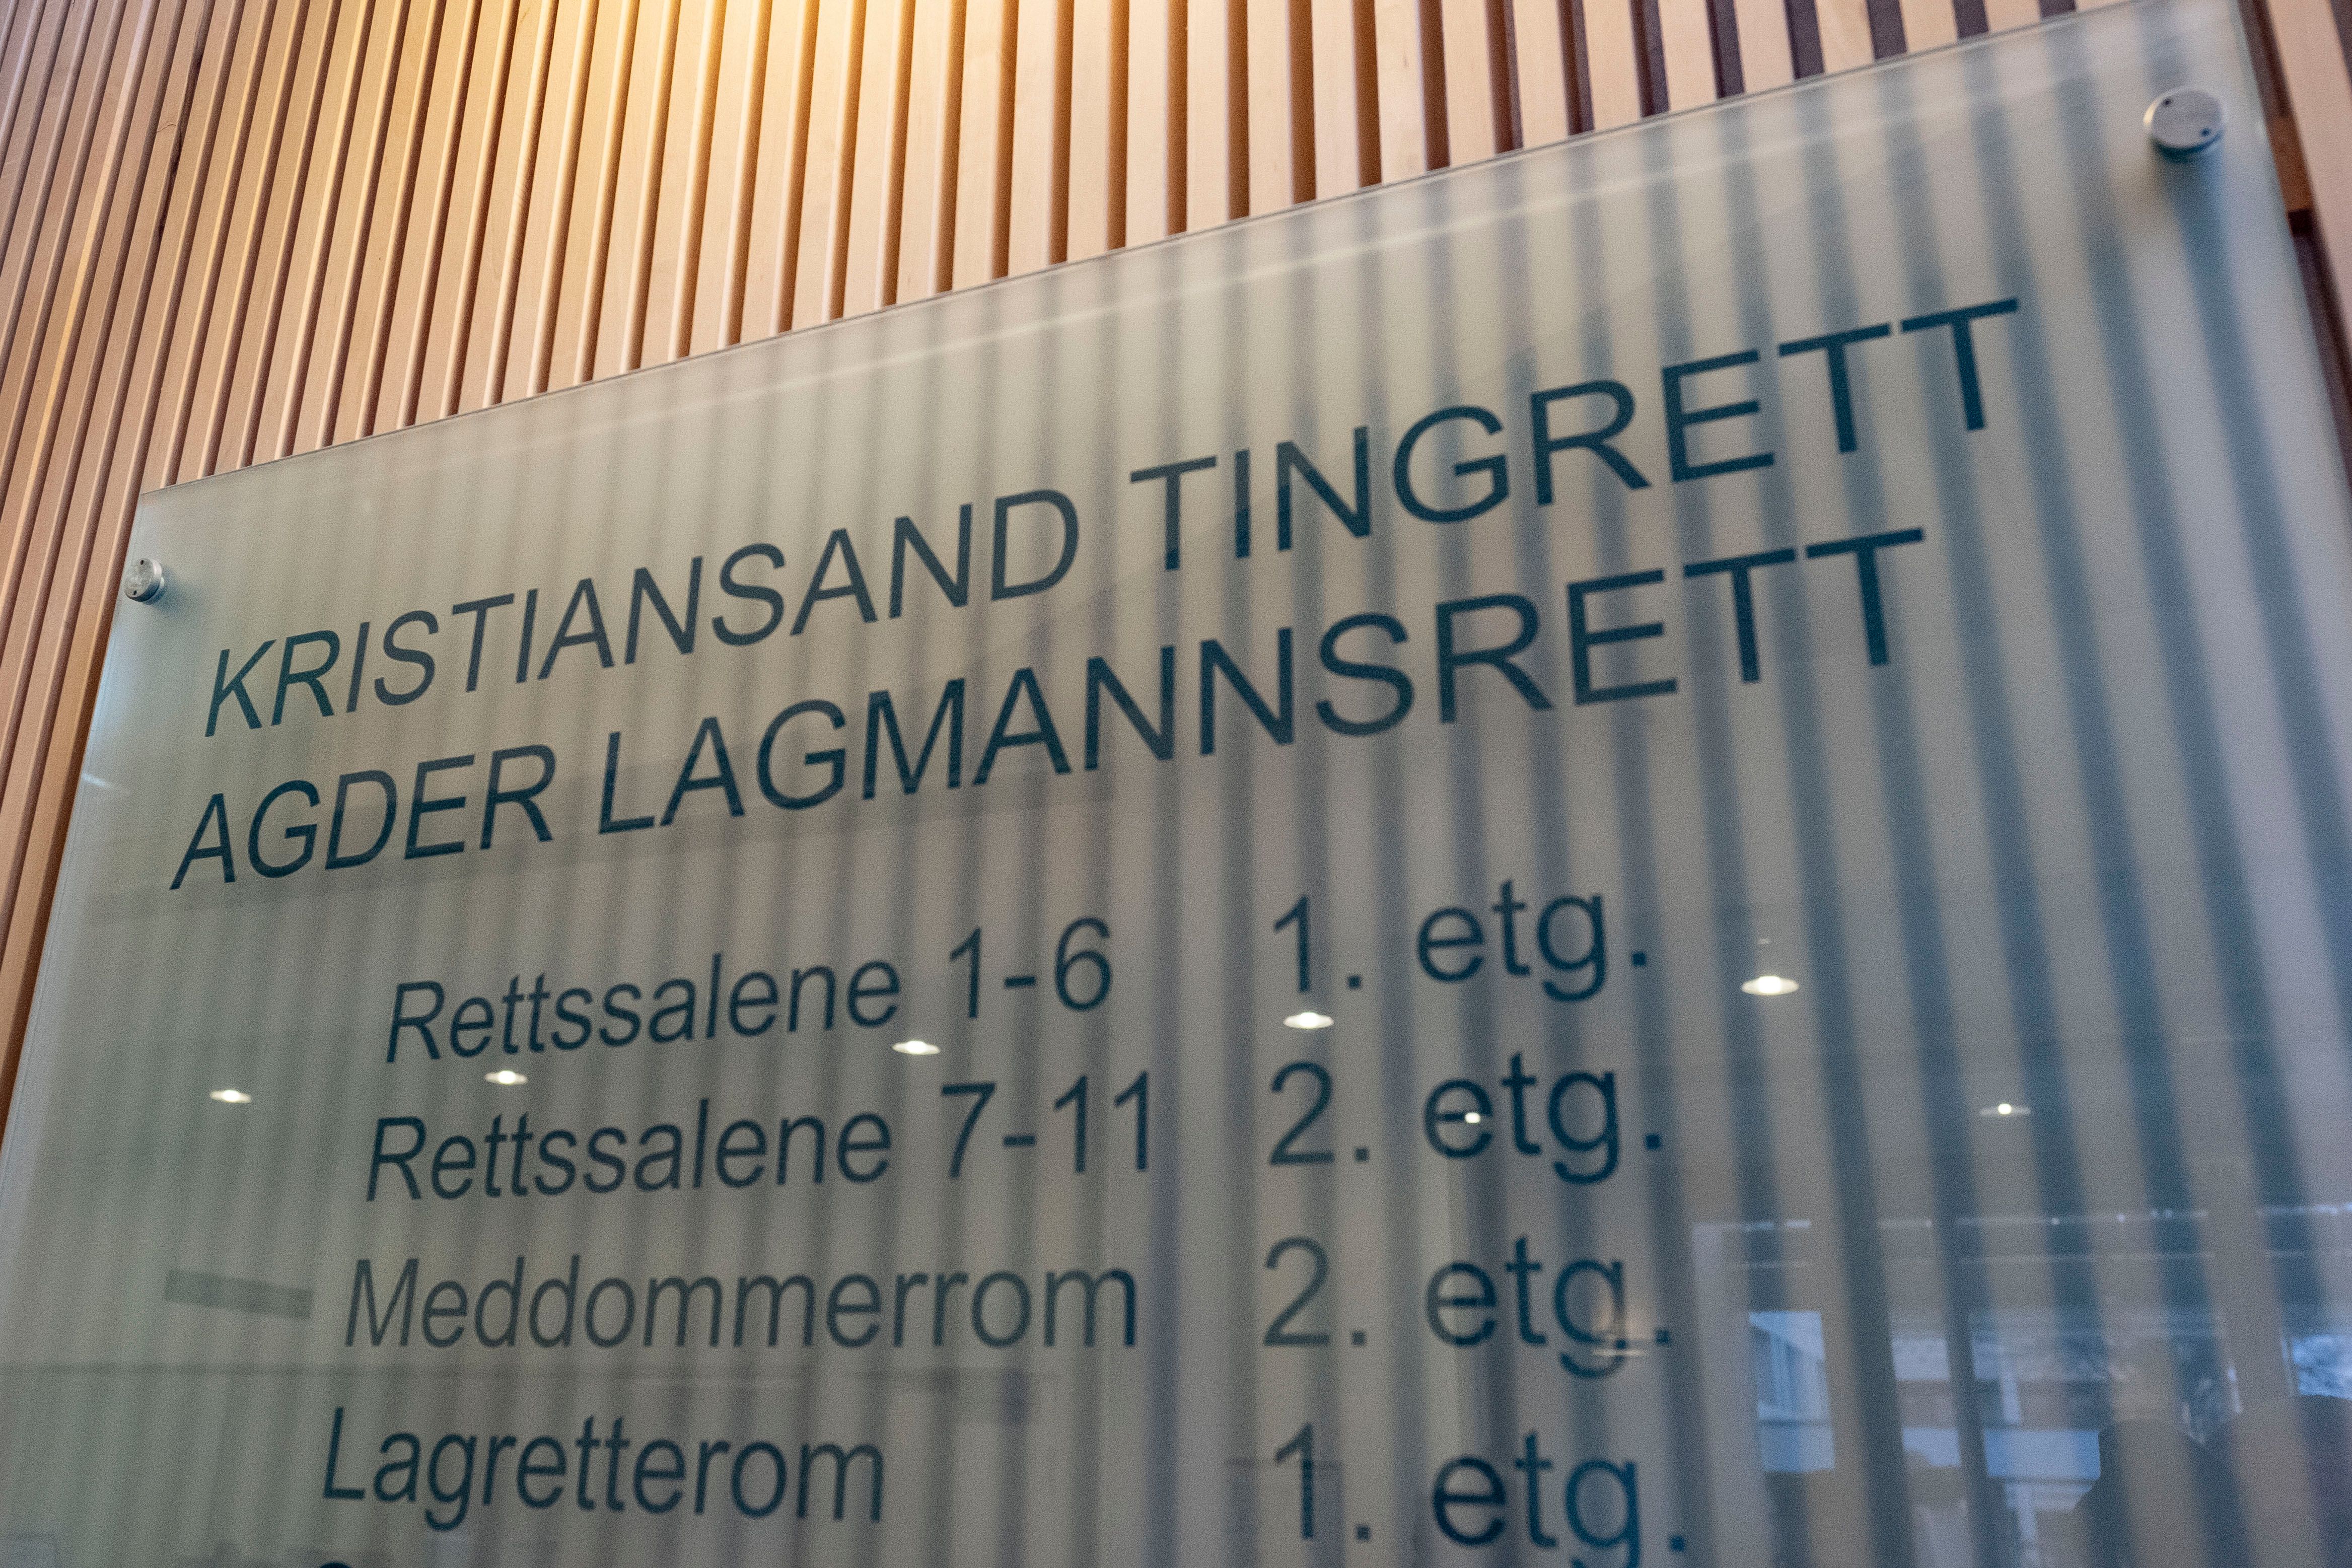 KRISTIANSAND TINGRETT
AGDER LAGMANNSRETT
Rettssalene 1-6 1. etg.
Rettssalene 7-11 2. etg.
Meddommerrom 2. etg.
Lagretterom 1. etg.